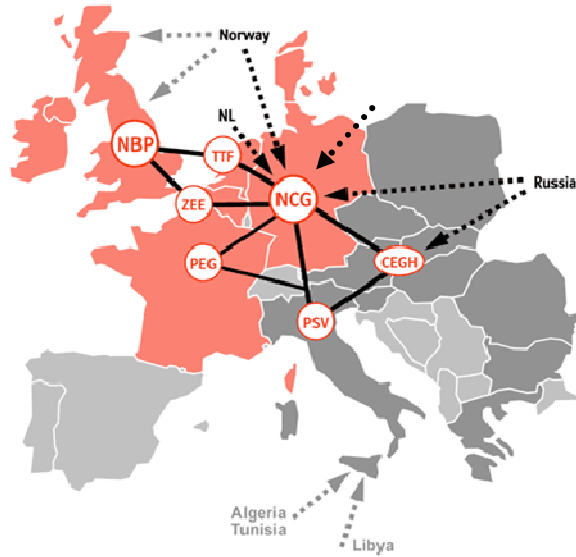 Norway
NL
NBP
TTF
Russia
ZEE
NCG
PEG
CEGH
PSV
Algeria
Tunisia
Libya